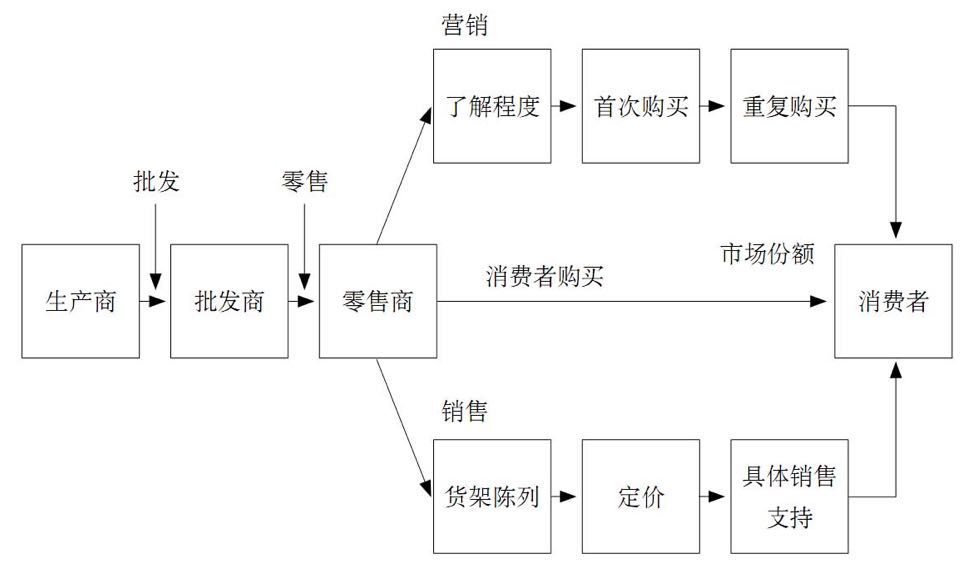 营销
了解程度
首次购买
重复购买
批发
零售
生产商
批发商
零售商
消费者购买
市场份额
消费者
销售
货架陈列
定价
具体销售
支持